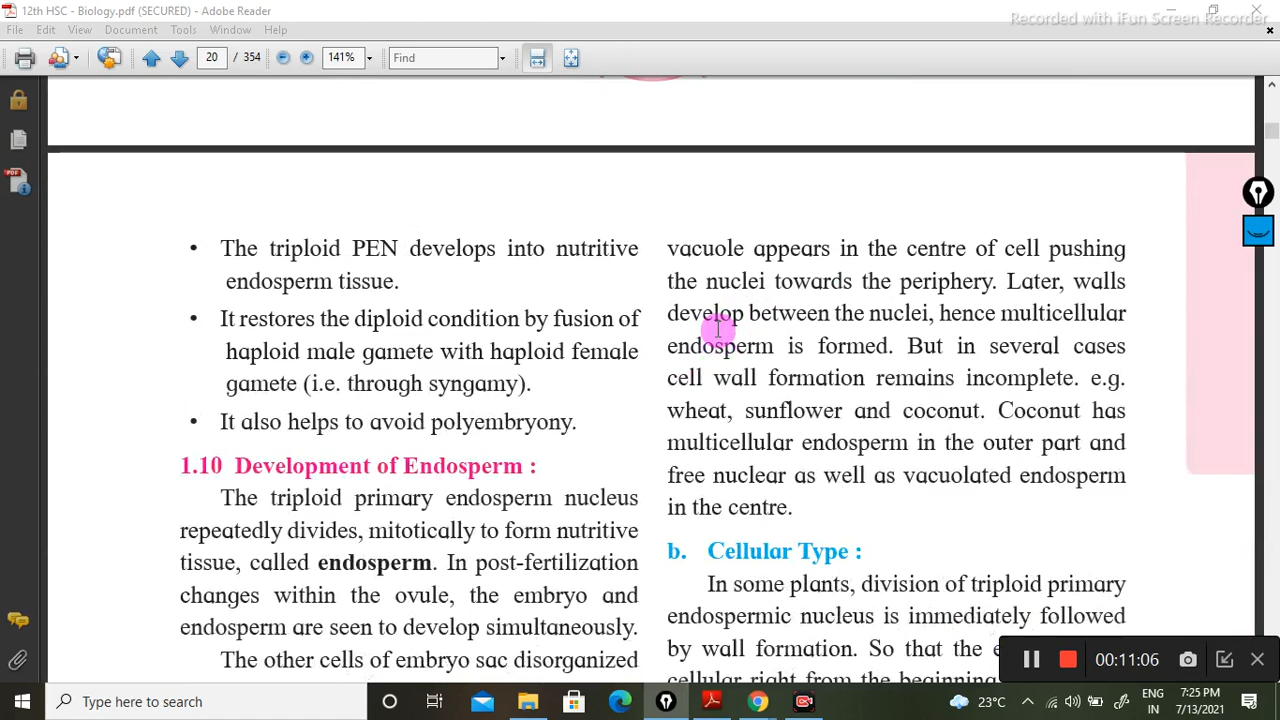 12th HSC - Biology.pdf (SECURED) - Adobe Reader
Recorded with iFun Screen Recorder
File Edit View Document Tools Window Help
20 / 354 141% Find
• The triploid PEN develops into nutritive
endosperm tissue.
• It restores the diploid condition by fusion of
haploid male gamete with haploid female
gamete (i.e. through syngamy).
• It also helps to avoid polyembryony.
1.10 Development of Endosperm :
The triploid primary endosperm nucleus
repeatedly divides, mitotically to form nutritive
tissue, called endosperm. In post-fertilization
changes within the ovule, the embryo and
endosperm are seen to develop simultaneously.
The other cells of embryo sac disorganized
vacuole appears in the centre of cell pushing
the nuclei towards the periphery. Later, walls
develop between the nuclei, hence multicellular
endosperm is formed. But in several cases
cell wall formation remains incomplete. e.g.
wheat, sunflower and coconut. Coconut has
multicellular endosperm in the outer part and
free nuclear as well as vacuolated endosperm
in the centre.
b. Cellular Type :
In some plants, division of triploid primary
endospermic nucleus is immediately followed
by wall formation. So that the
cellular right from the beginning
00:11:06
Type here to search
23°C
ENG
IN
7:25 PM
7/13/2021